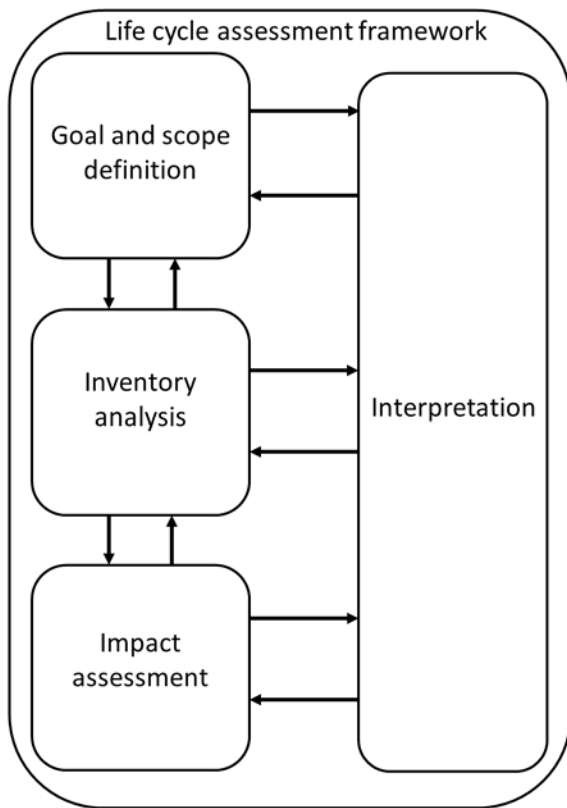 Life cycle assessment framework
Goal and scope
definition
Inventory
analysis
Interpretation
Impact
assessment